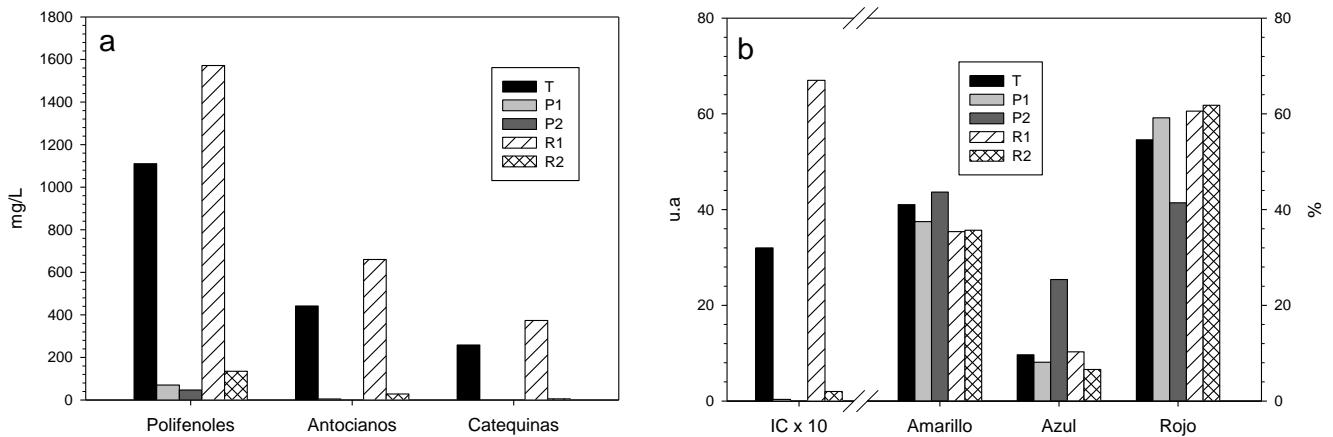 a
mg/L
1800
1600
1400
1200
1000
800
600
400
200
0
T
P1
P2
R1
R2
Polifenoles Antocianos Catequinas
b
u.a
80
60
40
20
0
T
P1
P2
R1
R2
80
60
40
20
0
%
IC x 10 Amarillo Azul Rojo